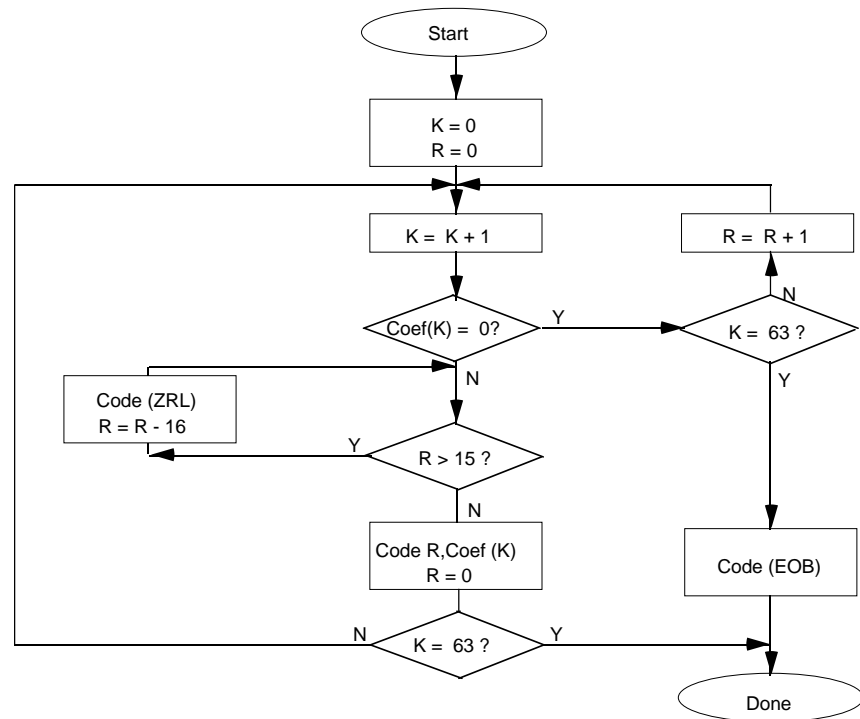 Start
K = 0
R = 0
K = K + 1
R = R + 1
N
Coef(K) = 0?
Y
K = 63 ?
N
Y
Code (ZRL)
R = R - 16
Y
R > 15 ?
N
Code R,Coef (K)
R = 0
Code (EOB)
N
K = 63 ?
Y
Done